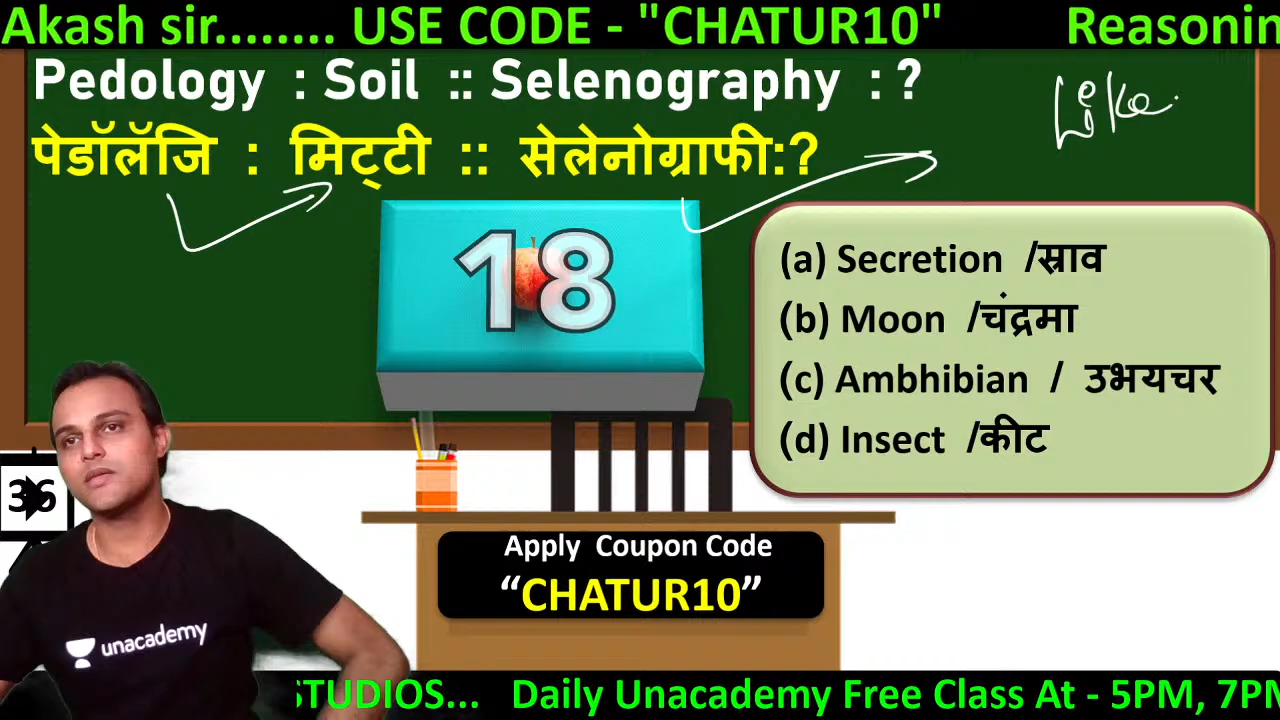 Akash sir........ USE CODE - "CHATUR10" Reasonin
Pedology : Soil :: Selenography : ?
Like.
पेडॉलॅजि : मिट्टी :: सेलेनोग्राफी:?
18
(a) Secretion /स्राव
(b) Moon /चंद्रमा
(c) Ambhibian / उभयचर
(d) Insect /कीट
36
Apply Coupon Code
“CHATUR10”
unacademy
STUDIOS... Daily Unacademy Free Class At - 5PM, 7PM